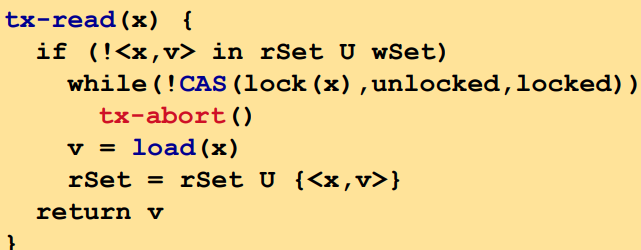 tx-read(x) {
  if (!<x,v> in rSet U wSet)
    while(!CAS(lock(x),unlocked,locked))
      tx-abort()
    v = load(x)
    rSet = rSet U {<x,v>}
  return v
}